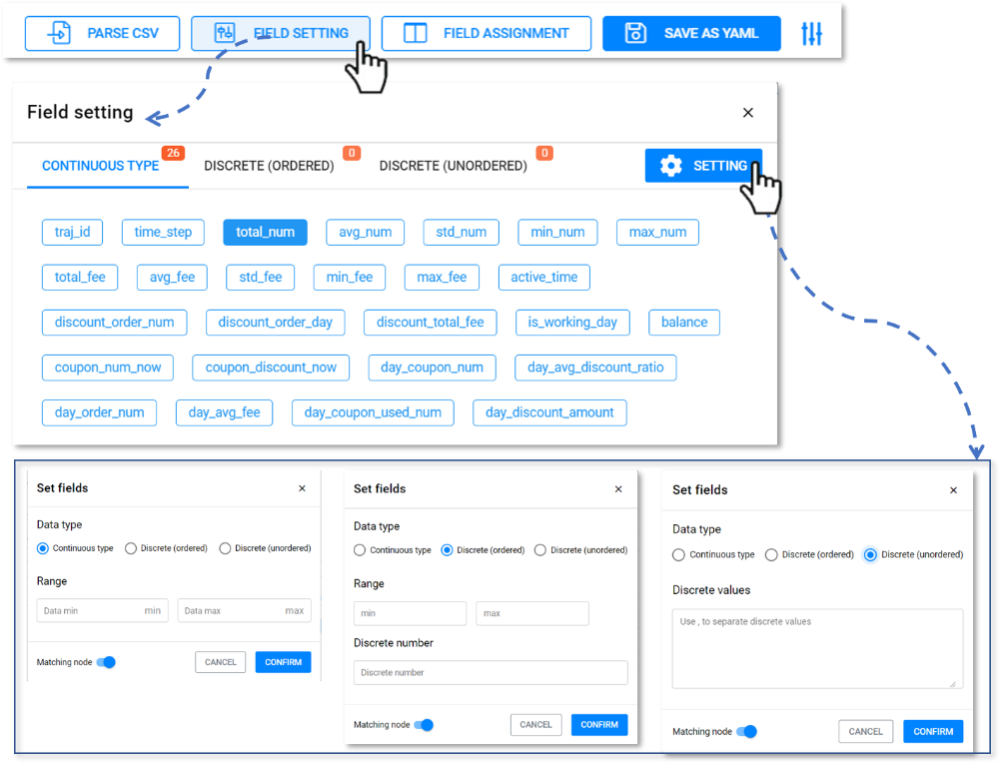 PARSE CSV FIELD SETTING FIELD ASSIGNMENT SAVE AS YAML
Field setting
CONTINUOUS TYPE 26 DISCRETE (ORDERED) 0 DISCRETE (UNORDERED) 0 SETTING
traj_id time_step total_num avg_num std_num min_num max_num
total_fee avg_fee std_fee min_fee max_fee active_time
discount_order_num discount_order_day discount_total_fee is_working_day balance
coupon_num_now coupon_discount_now day_coupon_num day_avg_discount_ratio
day_order_num day_avg_fee day_coupon_used_num day_discount_amount
Set fields
Data type
Continuous type Discrete (ordered) Discrete (unordered)
Range
Data min min Data max max
Matching node CANCEL CONFIRM
Set fields
Data type
Continuous type Discrete (ordered) Discrete (unordered)
Range
min max
Discrete number
Discrete number
Matching node CANCEL CONFIRM
Set fields
Data type
Continuous type Discrete (ordered) Discrete (unordered)
Discrete values
Use , to separate discrete values
Matching node CANCEL CONFIRM